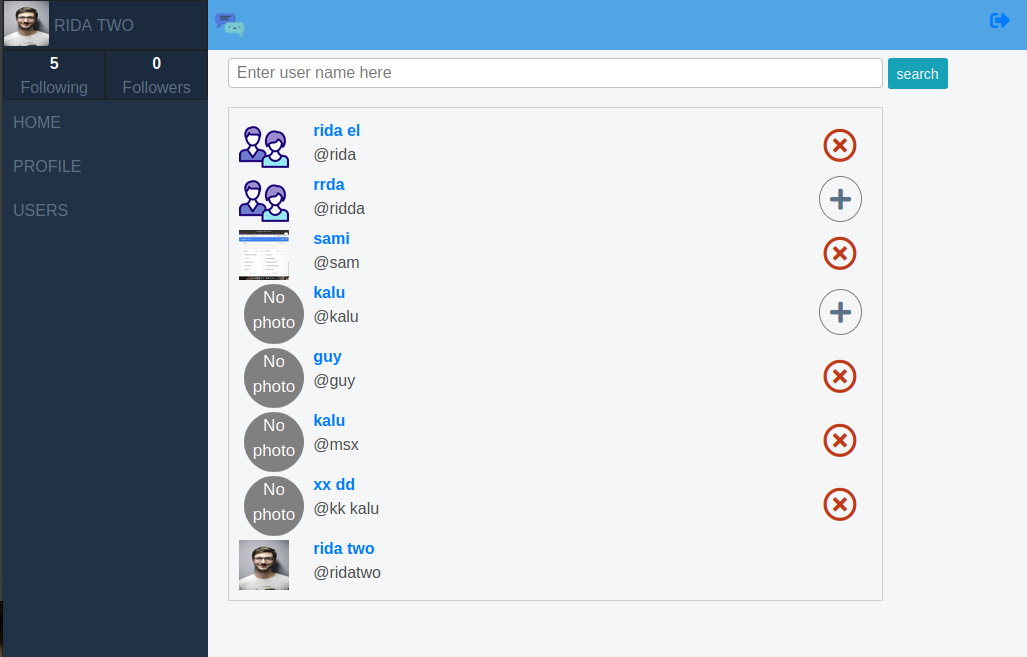 RIDA TWO
5
Following
0
Followers
HOME
PROFILE
USERS
Enter user name here
search
rida el
@rida
rrda
@ridda
sami
@sam
No
photo
kalu
@kalu
No
photo
guy
@guy
No
photo
kalu
@msx
No
photo
xx dd
@kk kalu
rida two
@ridatwo